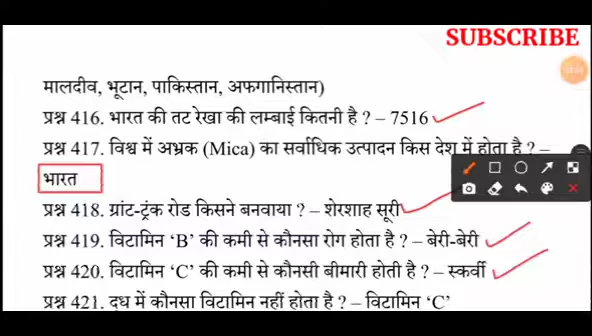 SUBSCRIBE
मालदीव, भूटान, पाकिस्तान, अफगानिस्तान)
प्रश्न 416. भारत की तट रेखा की लम्बाई कितनी है ? – 7516
प्रश्न 417. विश्व में अभ्रक (Mica) का सर्वाधिक उत्पादन किस देश में होता है ? –
भारत
प्रश्न 418. ग्रांट-ट्रंक रोड किसने बनवाया ? – शेरशाह सूरी
प्रश्न 419. विटामिन ‘B’ की कमी से कौनसा रोग होता है ? – बेरी-बेरी
प्रश्न 420. विटामिन ‘C’ की कमी से कौनसी बीमारी होती है ? – स्कर्वी
प्रश्न 421. दूध में कौनसा विटामिन नहीं होता है ? – विटामिन ‘C’